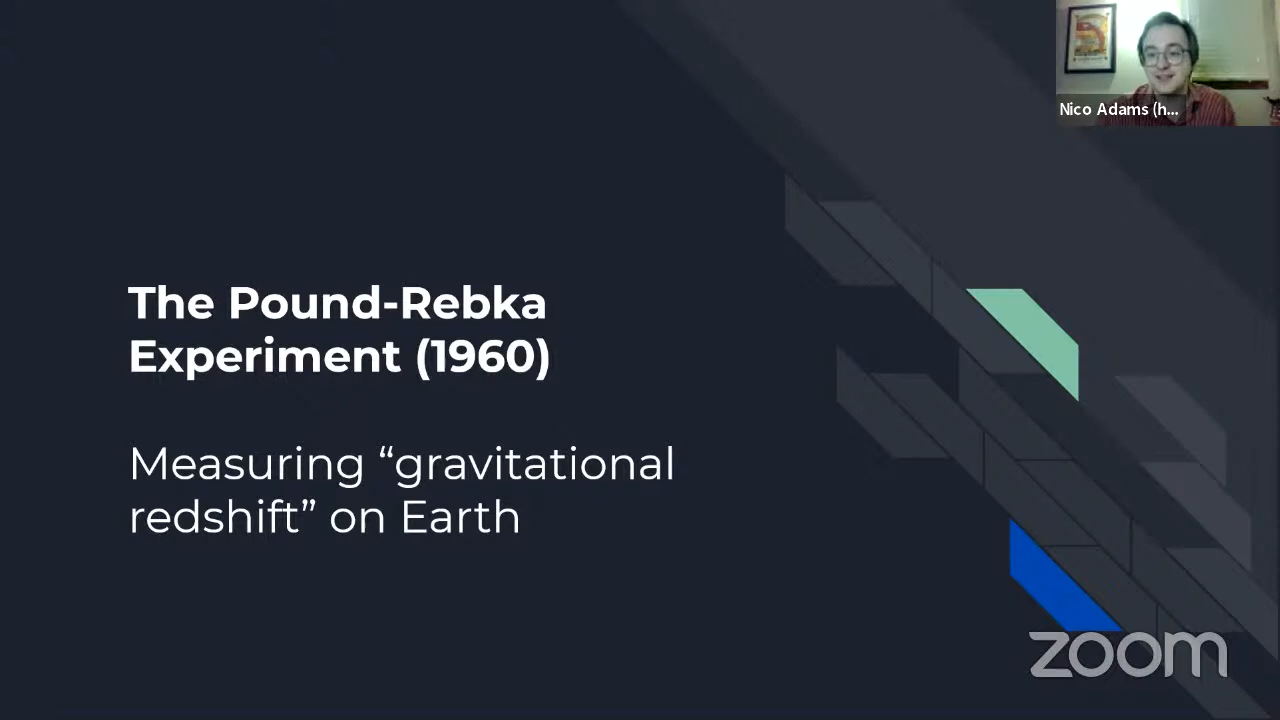 Nico Adams (h...
The Pound-Rebka
Experiment (1960)
Measuring “gravitational
redshift” on Earth
zoom